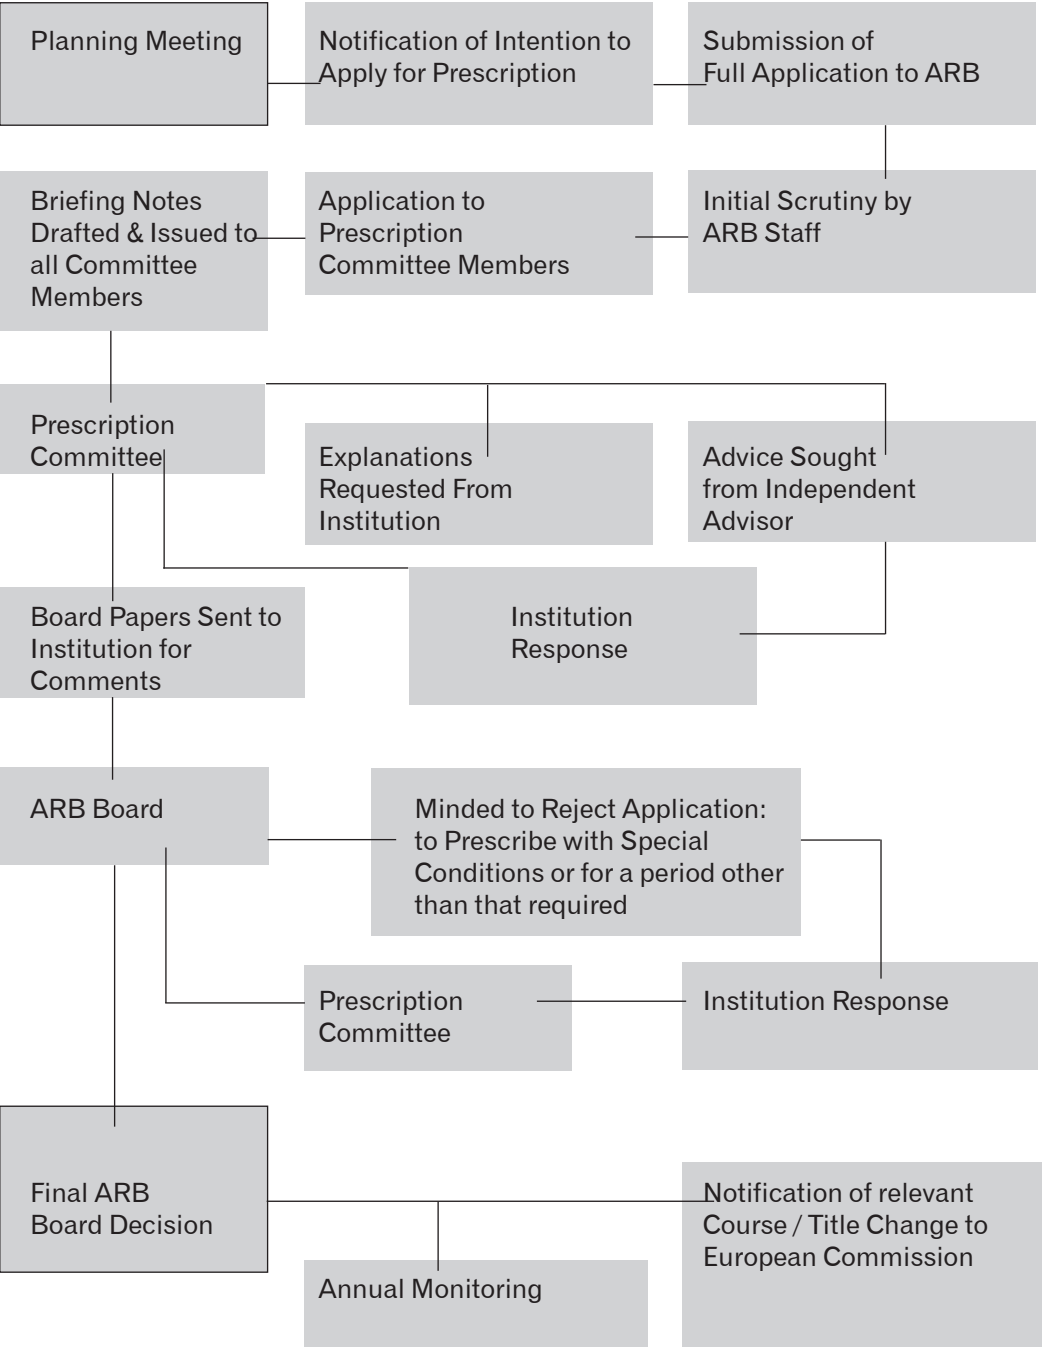 Planning Meeting
Notification of Intention to
Apply for Prescription
Submission of
Full Application to ARB
Briefing Notes
Drafted & Issued to
all Committee
Members
Application to
Prescription
Committee Members
Initial Scrutiny by
ARB Staff
Prescription
Committee
Explanations
Requested From
Institution
Advice Sought
from Independent
Advisor
Board Papers Sent to
Institution for
Comments
Institution
Response
ARB Board
Minded to Reject Application:
to Prescribe with Special
Conditions or for a period other
than that required
Prescription
Committee
Institution Response
Final ARB
Board Decision
Notification of relevant
Course / Title Change to
European Commission
Annual Monitoring